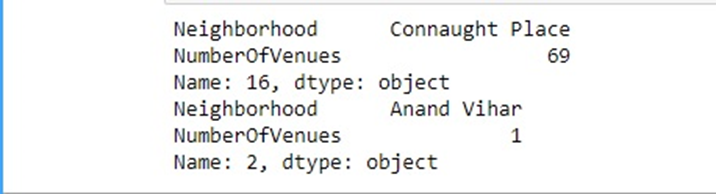 Neighborhood      Connaught Place
NumberOfVenues                 69
Name: 16, dtype: object
Neighborhood      Anand Vihar
NumberOfVenues              1
Name: 2, dtype: object